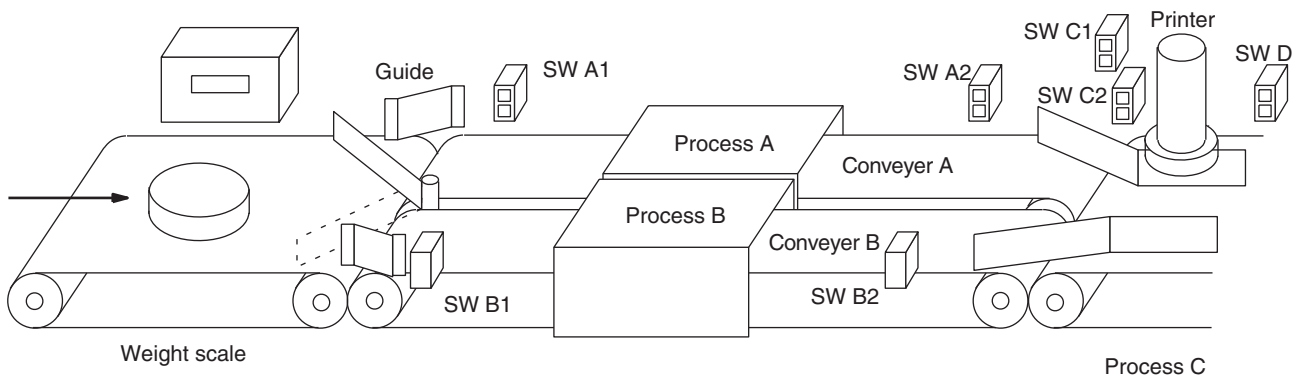 SW C1
Printer
SW A1
Guide
SW A2
SW C2
SW D
Process A
Conveyer A
Process B
Conveyer B
SW B1
SW B2
Weight scale
Process C